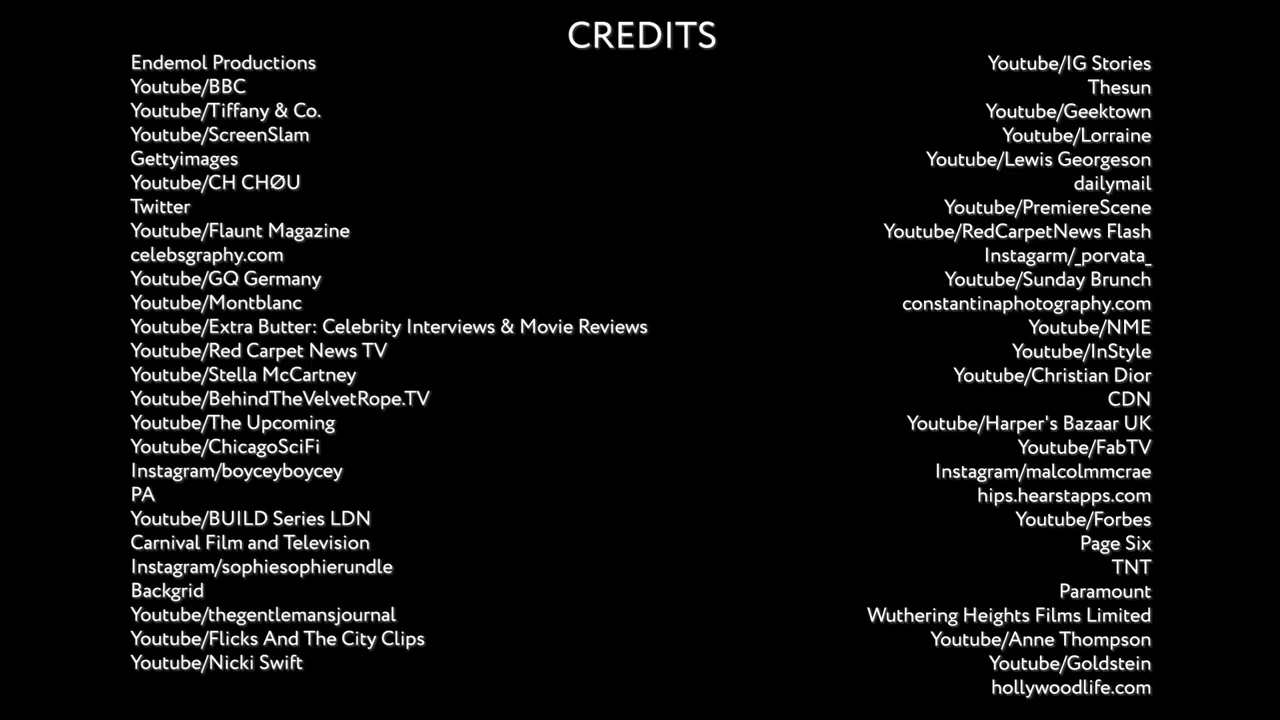 CREDITS
Endemol Productions
Youtube/BBC
Youtube/Tiffany & Co.
Youtube/ScreenSlam
Gettyimages
Youtube/CH CHØU
Twitter
Youtube/Flaunt Magazine
celebsgraphy.com
Youtube/GQ Germany
Youtube/Montblanc
Youtube/Extra Butter: Celebrity Interviews & Movie Reviews
Youtube/Red Carpet News TV
Youtube/Stella McCartney
Youtube/BehindTheVelvetRope.TV
Youtube/The Upcoming
Youtube/ChicagoSciFi
Instagram/boyceyboycey
PA
Youtube/BUILD Series LDN
Carnival Film and Television
Instagram/sophiesophierundle
Backgrid
Youtube/thegentlemansjournal
Youtube/Flicks And The City Clips
Youtube/Nicki Swift
Youtube/IG Stories
Thesun
Youtube/Geektown
Youtube/Lorraine
Youtube/Lewis Georgeson
dailymail
Youtube/PremiereScene
Youtube/RedCarpetNews Flash
Instagarm/_porvata_
Youtube/Sunday Brunch
constantinaphotography.com
Youtube/NME
Youtube/InStyle
Youtube/Christian Dior
CDN
Youtube/Harper's Bazaar UK
Youtube/FabTV
Instagram/malcolmmcrae
hips.hearstapps.com
Youtube/Forbes
Page Six
TNT
Paramount
Wuthering Heights Films Limited
Youtube/Anne Thompson
Youtube/Goldstein
hollywoodlife.com